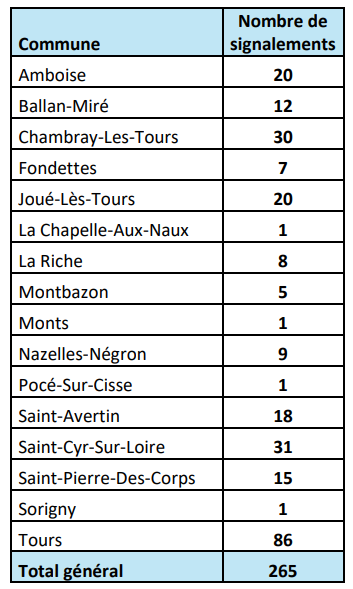 Commune Nombre de
signalements
Amboise 20
Ballan-Miré 12
Chambray-Les-Tours 30
Fondettes 7
Joué-Lès-Tours 20
La Chapelle-Aux-Naux 1
La Riche 8
Montbazon 5
Monts 1
Nazelles-Négron 9
Pocé-Sur-Cisse 1
Saint-Avertin 18
Saint-Cyr-Sur-Loire 31
Saint-Pierre-Des-Corps 15
Sorigny 1
Tours 86
Total général 265